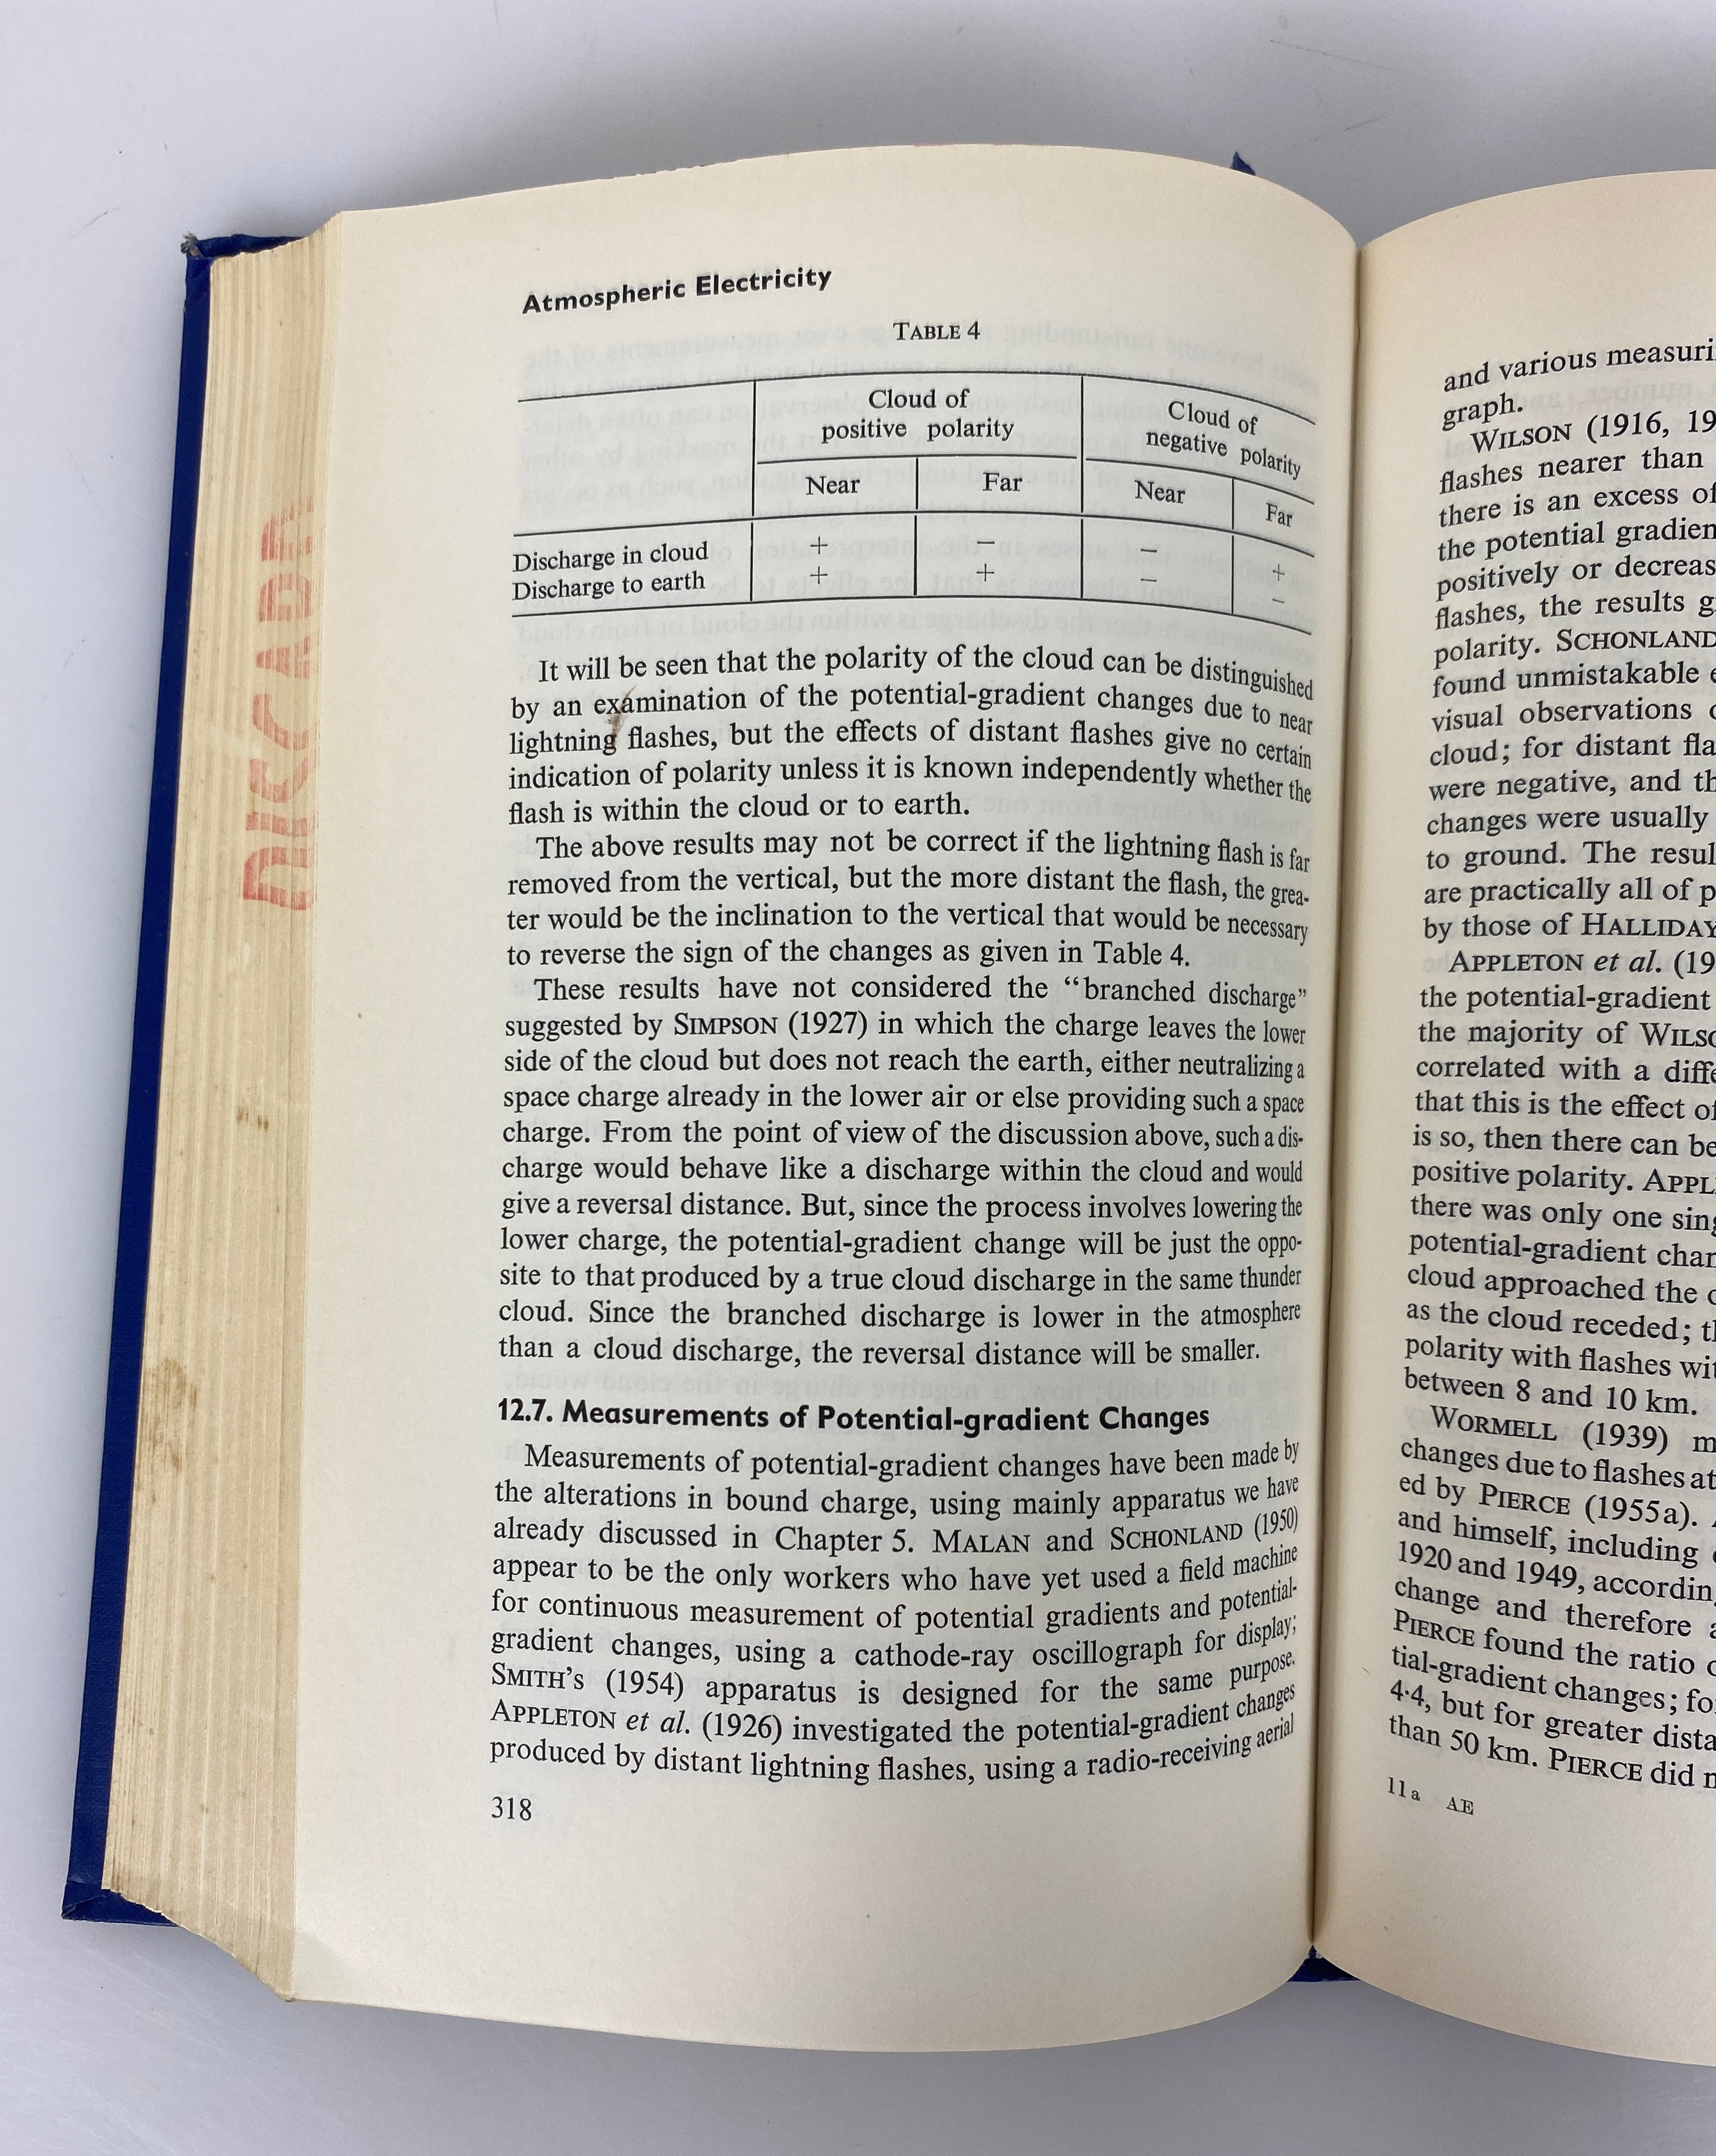 DISCARD
Atmospheric Electricity
TABLE 4
Cloud of positive polarity
Cloud of negative polarity
Near Far Near Far
Discharge in cloud + − − +
Discharge to earth + + − −
It will be seen that the polarity of the cloud can be distinguished
by an examination of the potential-gradient changes due to near
lightning flashes, but the effects of distant flashes give no certain
indication of polarity unless it is known independently whether the
flash is within the cloud or to earth.
The above results may not be correct if the lightning flash is far
removed from the vertical, but the more distant the flash, the grea-
ter would be the inclination to the vertical that would be necessary
to reverse the sign of the changes as given in Table 4.
These results have not considered the “branched discharge”
suggested by SIMPSON (1927) in which the charge leaves the lower
side of the cloud but does not reach the earth, either neutralizing a
space charge already in the lower air or else providing such a space
charge. From the point of view of the discussion above, such a dis-
charge would behave like a discharge within the cloud and would
give a reversal distance. But, since the process involves lowering the
lower charge, the potential-gradient change will be just the oppo-
site to that produced by a true cloud discharge in the same thunder
cloud. Since the branched discharge is lower in the atmosphere
than a cloud discharge, the reversal distance will be smaller.
12.7. Measurements of Potential-gradient Changes
Measurements of potential-gradient changes have been made by
the alterations in bound charge, using mainly apparatus we have
already discussed in Chapter 5. MALAN and SCHONLAND (1950)
appear to be the only workers who have yet used a field machine
for continuous measurement of potential gradients and potential-
gradient changes, using a cathode-ray oscillograph for display;
SMITH’S (1954) apparatus is designed for the same purpose.
APPLETON et al. (1926) investigated the potential-gradient changes
produced by distant lightning flashes, using a radio-receiving aerial
318
and various
graph.
WILSON (1916,
flashes nearer than
there is an excess
the potential
positively or
flashes, the results
polarity. SCHONLAND
found unmistakable
visual observations
cloud; for distant
were negative, and
changes were usually
to ground. The
are practically all of
by those of HALLIDAY
APPLETON et al.
the potential-gradient
the majority of
correlated with a
that this is the effect
is so, then there can be
positive polarity.
there was only one
potential-gradient
cloud approached the
as the cloud receded;
polarity with flashes
between 8 and 10 km.
WORMELL (1939)
changes due to flashes at
ed by PIERCE (1955a).
and himself, including
1920 and 1949,
change and therefore
PIERCE found the ratio
tial-gradient changes;
4·4, but for greater
than 50 km. PIERCE did
11a AE